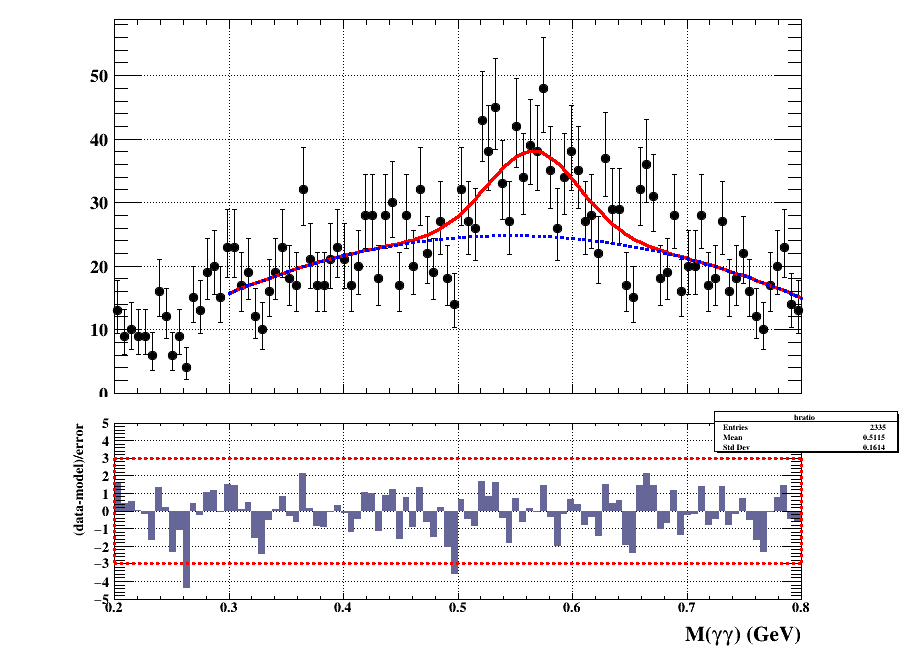 50
40
30
20
10
0
hratio
Entries 2335
Mean 0.5115
Std Dev 0.1614
(data-model)/error
5
4
3
2
1
0
−1
−2
−3
−4
−5
0.2 0.3 0.4 0.5 0.6 0.7 0.8
M(γγ) (GeV)